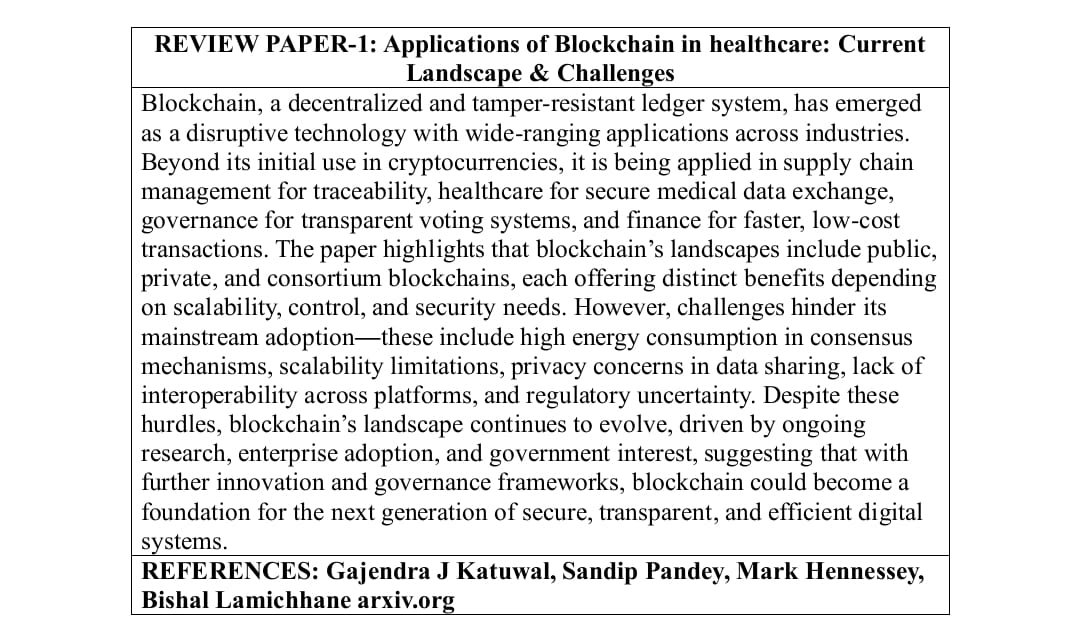 REVIEW PAPER-1: Applications of Blockchain in healthcare: Current
Landscape & Challenges
Blockchain, a decentralized and tamper-resistant ledger system, has emerged
as a disruptive technology with wide-ranging applications across industries.
Beyond its initial use in cryptocurrencies, it is being applied in supply chain
management for traceability, healthcare for secure medical data exchange,
governance for transparent voting systems, and finance for faster, low-cost
transactions. The paper highlights that blockchain’s landscapes include public,
private, and consortium blockchains, each offering distinct benefits depending
on scalability, control, and security needs. However, challenges hinder its
mainstream adoption—these include high energy consumption in consensus
mechanisms, scalability limitations, privacy concerns in data sharing, lack of
interoperability across platforms, and regulatory uncertainty. Despite these
hurdles, blockchain’s landscape continues to evolve, driven by ongoing
research, enterprise adoption, and government interest, suggesting that with
further innovation and governance frameworks, blockchain could become a
foundation for the next generation of secure, transparent, and efficient digital
systems.
REFERENCES: Gajendra J Katuwal, Sandip Pandey, Mark Hennessey,
Bishal Lamichhane arxiv.org